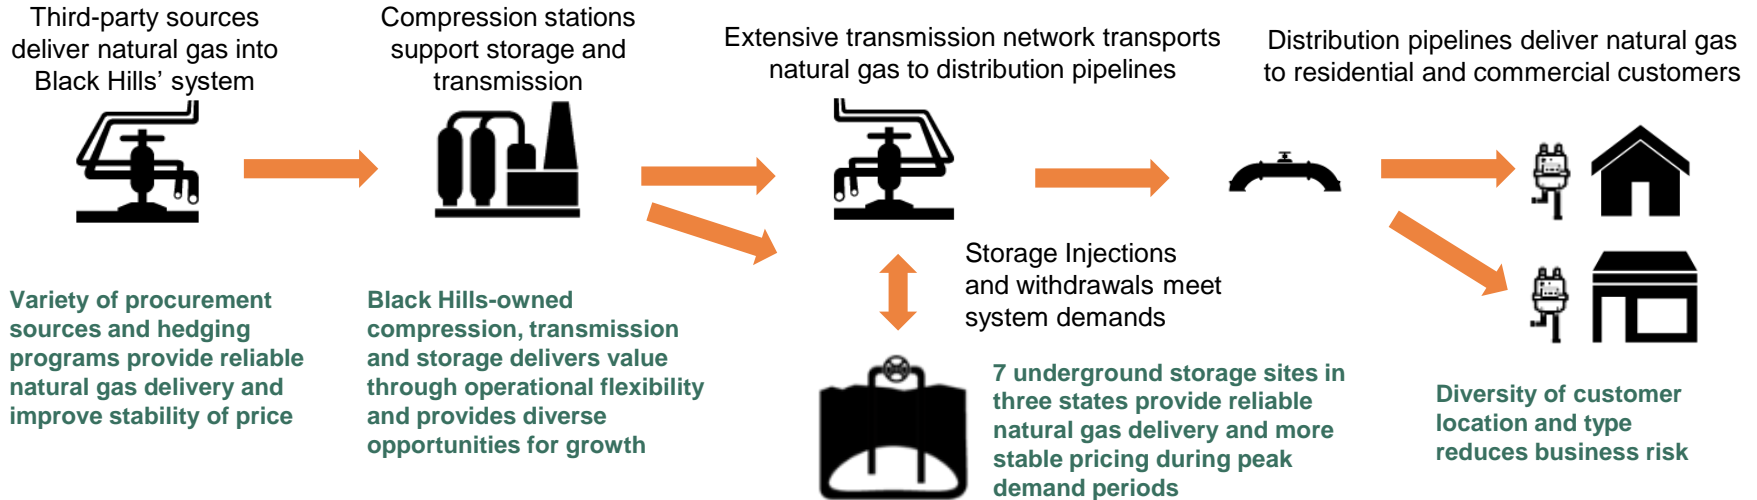 Third-party sources
deliver natural gas into
Black Hills' system
Compression stations
support storage and
transmission
Extensive transmission network transports
natural gas to distribution pipelines
Distribution pipelines deliver natural gas
to residential and commercial customers
Storage Injections
and withdrawals meet
system demands
Variety of procurement
sources and hedging
programs provide reliable
natural gas delivery and
improve stability of price
Black Hills-owned
compression, transmission
and storage delivers value
through operational flexibility
and provides diverse
opportunities for growth
7 underground storage sites in
three states provide reliable
natural gas delivery and more
stable pricing during peak
demand periods
Diversity of customer
location and type
reduces business risk